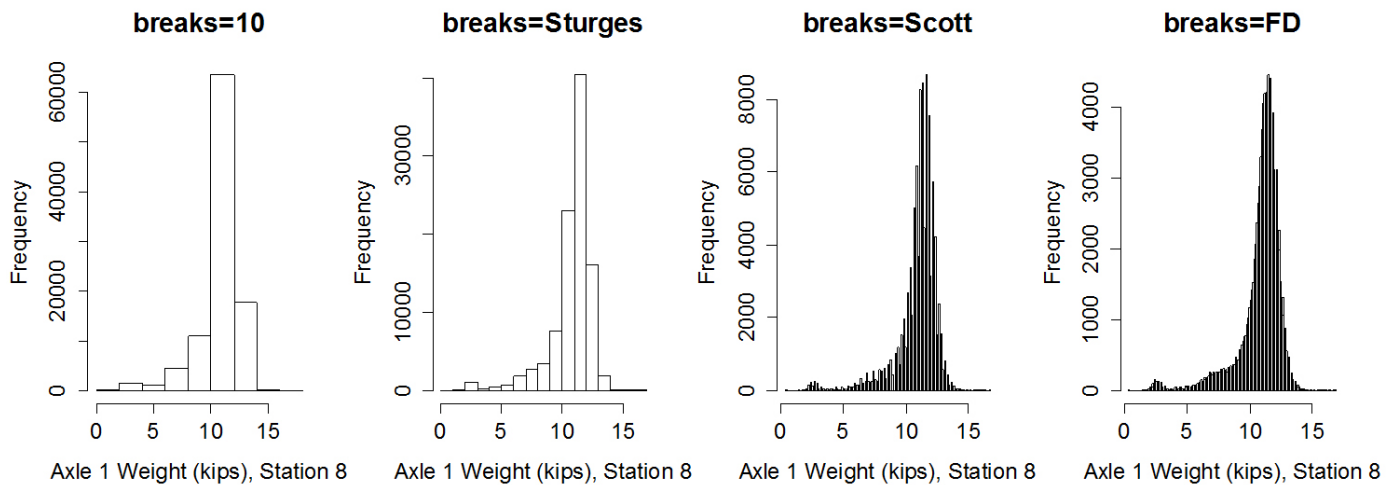 breaks=10
60000
40000
20000
0
Frequency
0 5 10 15
Axle 1 Weight (kips), Station 8
breaks=Sturges
30000
10000
0
Frequency
0 5 10 15
Axle 1 Weight (kips), Station 8
breaks=Scott
8000
6000
4000
2000
0
Frequency
0 5 10 15
Axle 1 Weight (kips), Station 8
breaks=FD
4000
3000
2000
1000
0
Frequency
0 5 10 15
Axle 1 Weight (kips), Station 8